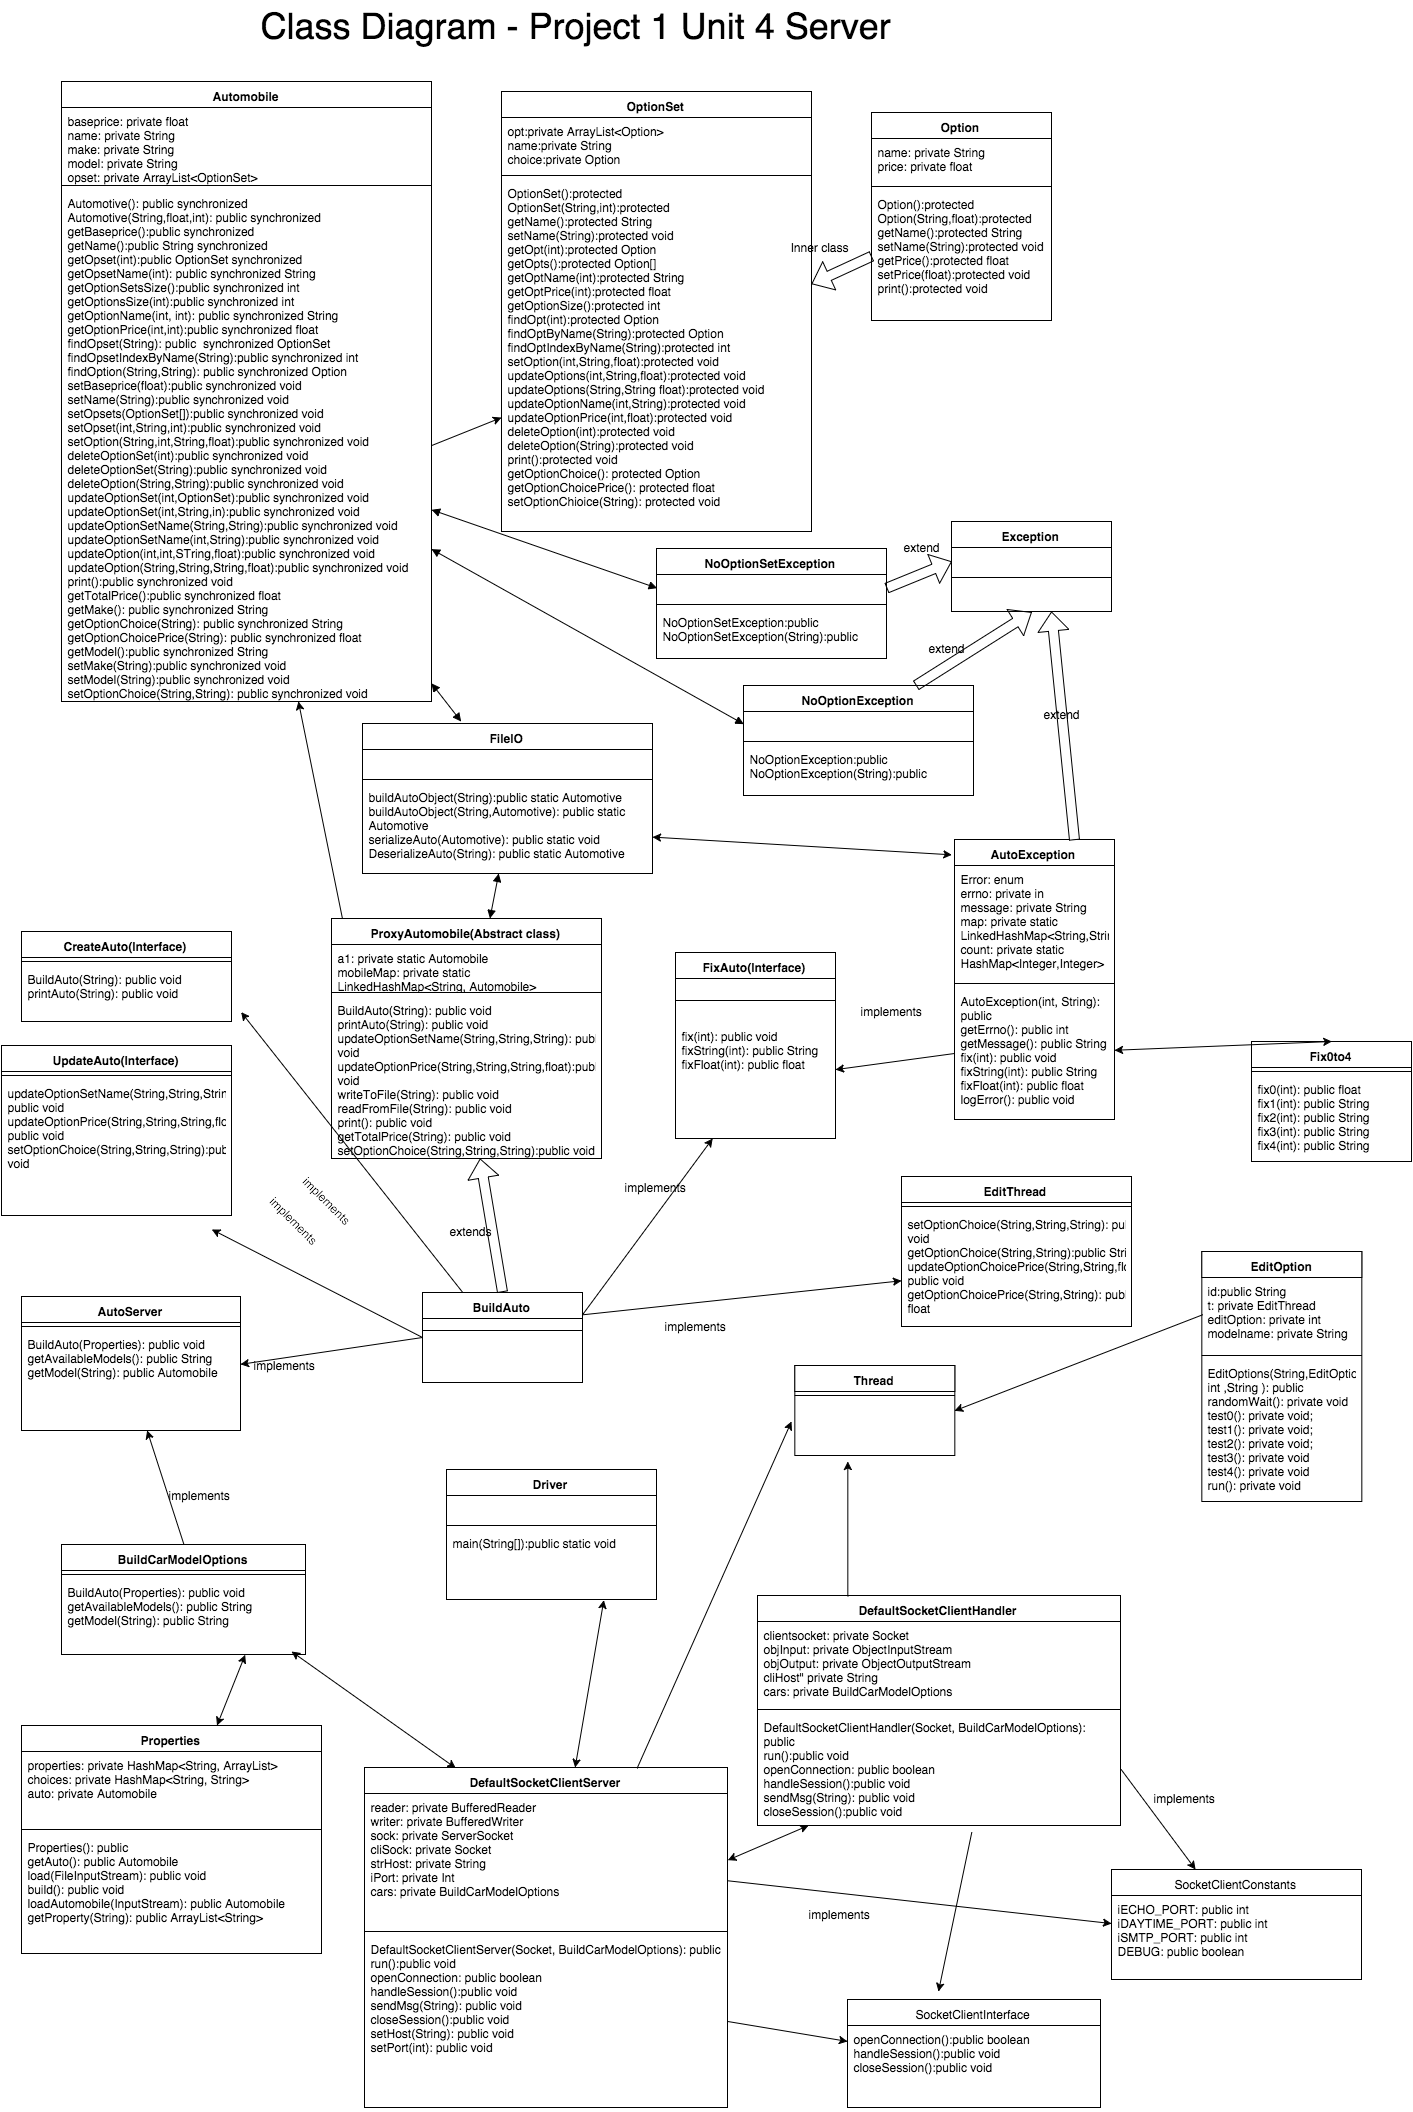 Class Diagram - Project 1 Unit 4 Server
Automobile
baseprice: private float
name: private String
make: private String
model: private String
opset: private ArrayList<OptionSet>
Automotive(): public synchronized
Automotive(String,float,int): public synchronized
getBaseprice():public synchronized
getName():public String synchronized
getOpset(int):public OptionSet synchronized
getOpsetName(int): public synchronized String
getOptionSetsSize():public synchronized int
getOptionsSize(int):public synchronized int
getOptionName(int, int): public synchronized String
getOptionPrice(int,int):public synchronized float
findOpset(String): public  synchronized OptionSet
findOpsetIndexByName(String):public synchronized int
findOption(String,String): public synchronized Option
setBaseprice(float):public synchronized void
setName(String):public synchronized void
setOpsets(OptionSet[]):public synchronized void
setOpset(int,String,int):public synchronized void
setOption(String,int,String,float):public synchronized void
deleteOptionSet(int):public synchronized void
deleteOptionSet(String):public synchronized void
deleteOption(String,String):public synchronized void
updateOptionSet(int,OptionSet):public synchronized void
updateOptionSet(int,String,in):public synchronized void
updateOptionSetName(String,String):public synchronized void
updateOptionSetName(int,String):public synchronized void
updateOption(int,int,STring,float):public synchronized void
updateOption(String,String,String,float):public synchronized void
print():public synchronized void
getTotalPrice():public synchronized float
getMake(): public synchronized String
getOptionChoice(String): public synchronized String
getOptionChoicePrice(String): public synchronized float
getModel():public synchronized String
setMake(String):public synchronized void
setModel(String):public synchronized void
setOptionChoice(String,String): public synchronized void
OptionSet
opt:private ArrayList<Option>
name:private String
choice:private Option
OptionSet():protected
OptionSet(String,int):protected
getName():protected String
setName(String):protected void
getOpt(int):protected Option
getOpts():protected Option[]
getOptName(int):protected String
getOptPrice(int):protected float
getOptionSize():protected int
findOpt(int):protected Option
findOptByName(String):protected Option
findOptIndexByName(String):protected int
setOption(int,String,float):protected void
updateOptions(int,String,float):protected void
updateOptions(String,String float):protected void
updateOptionName(int,String):protected void
updateOptionPrice(int,float):protected void
deleteOption(int):protected void
deleteOption(String):protected void
print():protected void
getOptionChoice(): protected Option
getOptionChoicePrice(): protected float
setOptionChioice(String): protected void
Inner class
Option
name: private String
price: private float
Option():protected
Option(String,float):protected
getName():protected String
setName(String):protected void
getPrice():protected float
setPrice(float):protected void
print():protected void
NoOptionSetException
NoOptionSetException:public
NoOptionSetException(String):public
extend
Exception
extend
extend
NoOptionException
NoOptionException:public
NoOptionException(String):public
FileIO
buildAutoObject(String):public static Automotive
buildAutoObject(String,Automotive): public static
Automotive
serializeAuto(Automotive): public static void
DeserializeAuto(String): public static Automotive
AutoException
Error: enum
errno: private in
message: private String
map: private static
LinkedHashMap<String,Stri
count: private static
HashMap<Integer,Integer>
AutoException(int, String):
public
getErrno(): public int
getMessage(): public String
fix(int): public void
fixString(int): public String
fixFloat(int): public float
logError(): public void
CreateAuto(Interface)
BuildAuto(String): public void
printAuto(String): public void
ProxyAutomobile(Abstract class)
a1: private static Automobile
mobileMap: private static
LinkedHashMap<String, Automobile>
BuildAuto(String): public void
printAuto(String): public void
updateOptionSetName(String,String,String): publ
void
updateOptionPrice(String,String,String,float):publ
void
writeToFile(String): public void
readFromFile(String): public void
print(): public void
getTotalPrice(String): public void
setOptionChoice(String,String,String):public void
FixAuto(Interface)
fix(int): public void
fixString(int): public String
fixFloat(int): public float
implements
Fix0to4
fix0(int): public float
fix1(int): public String
fix2(int): public String
fix3(int): public String
fix4(int): public String
UpdateAuto(Interface)
updateOptionSetName(String,String,Strin
public void
updateOptionPrice(String,String,String,flo
public void
setOptionChoice(String,String,String):pub
void
implements
implements
extends
implements
EditThread
setOptionChoice(String,String,String): pu
void
getOptionChoice(String,String):public Stri
updateOptionChoicePrice(String,String,flo
public void
getOptionChocePrice(String,String): publ
float
implements
BuildAuto
EditOption
id:public String
t: private EditThread
editOption: private int
modelname: private String
EditOptions(String,EditOptic
int ,String ): public
randomWait(): private void
test0(): private void;
test1(): private void;
test2(): private void;
test3(): private void
test4(): private void
run(): private void
AutoServer
BuildAuto(Properties): public void
getAvailableModels(): public String
getModel(String): public Automobile
implements
Thread
implements
Driver
main(String[]):public static void
BuildCarModelOptions
BuildAuto(Properties): public void
getAvailableModels(): public String
getModel(String): public String
DefaultSocketClientHandler
clientsocket: private Socket
objInput: private ObjectInputStream
objOutput: private ObjectOutputStream
cliHost" private String
cars: private BuildCarModelOptions
DefaultSocketClientHandler(Socket, BuildCarModelOptions):
public
run():public void
openConnection: public boolean
handleSession():public void
sendMsg(String): public void
closeSession():public void
Properties
properties: private HashMap<String, ArrayList>
choices: private HashMap<String, String>
auto: private Automobile
Properties(): public
getAuto(): public Automobile
load(FileInputStream): public void
build(): public void
loadAutomobile(InputStream): public Automobile
getProperty(String): public ArrayList<String>
DefaultSocketClientServer
reader: private BufferedReader
writer: private BufferedWriter
sock: private ServerSocket
cliSock: private Socket
strHost: private String
iPort: private Int
cars: private BuildCarModelOptions
DefaultSocketClientServer(Socket, BuildCarModelOptions): public
run():public void
openConnection: public boolean
handleSession():public void
sendMsg(String): public void
closeSession():public void
setHost(String): public void
setPort(int): public void
implements
implements
SocketClientConstants
iECHO_PORT: public int
iDAYTIME_PORT: public int
iSMTP_PORT: public int
DEBUG: public boolean
SocketClientInterface
openConnection():public boolean
handleSession():public void
closeSession():public void